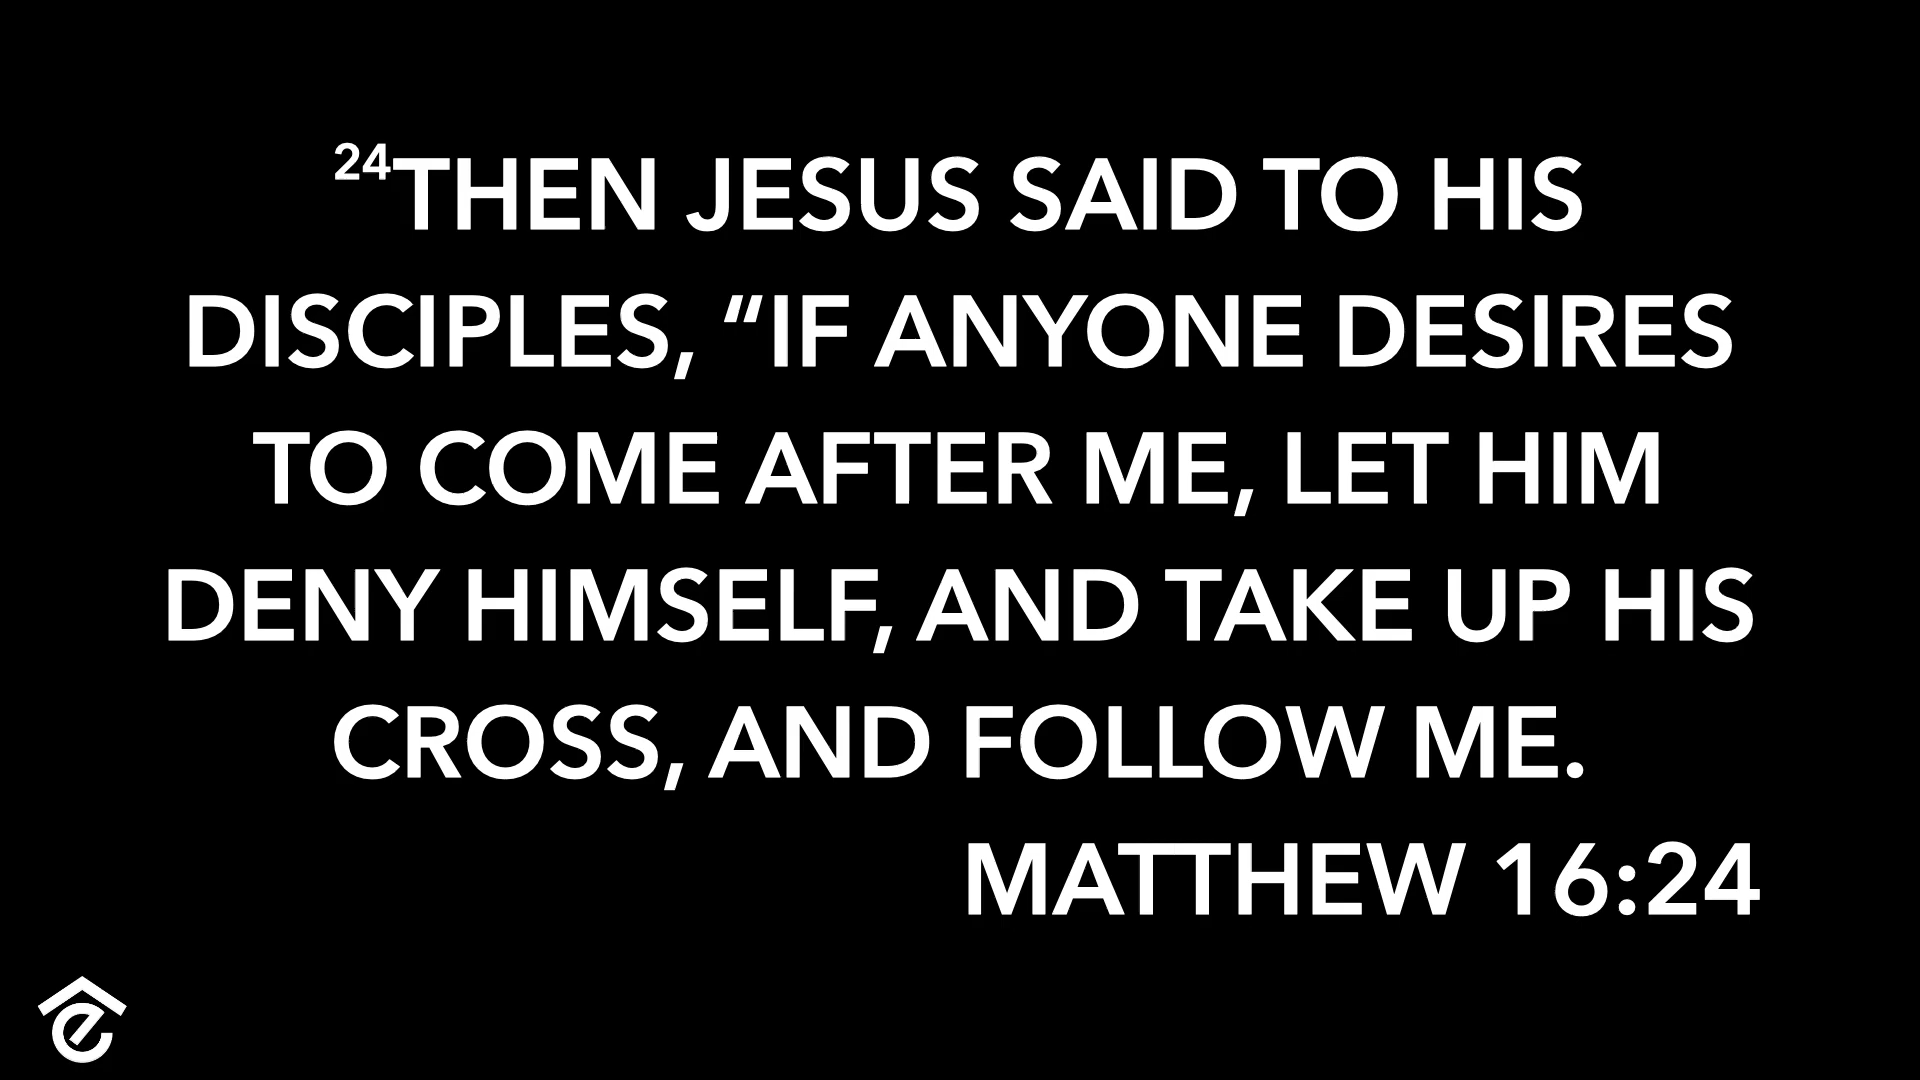 ²⁴THEN JESUS SAID TO HIS
DISCIPLES, “IF ANYONE DESIRES
TO COME AFTER ME, LET HIM
DENY HIMSELF, AND TAKE UP HIS
CROSS, AND FOLLOW ME.
MATTHEW 16:24
e